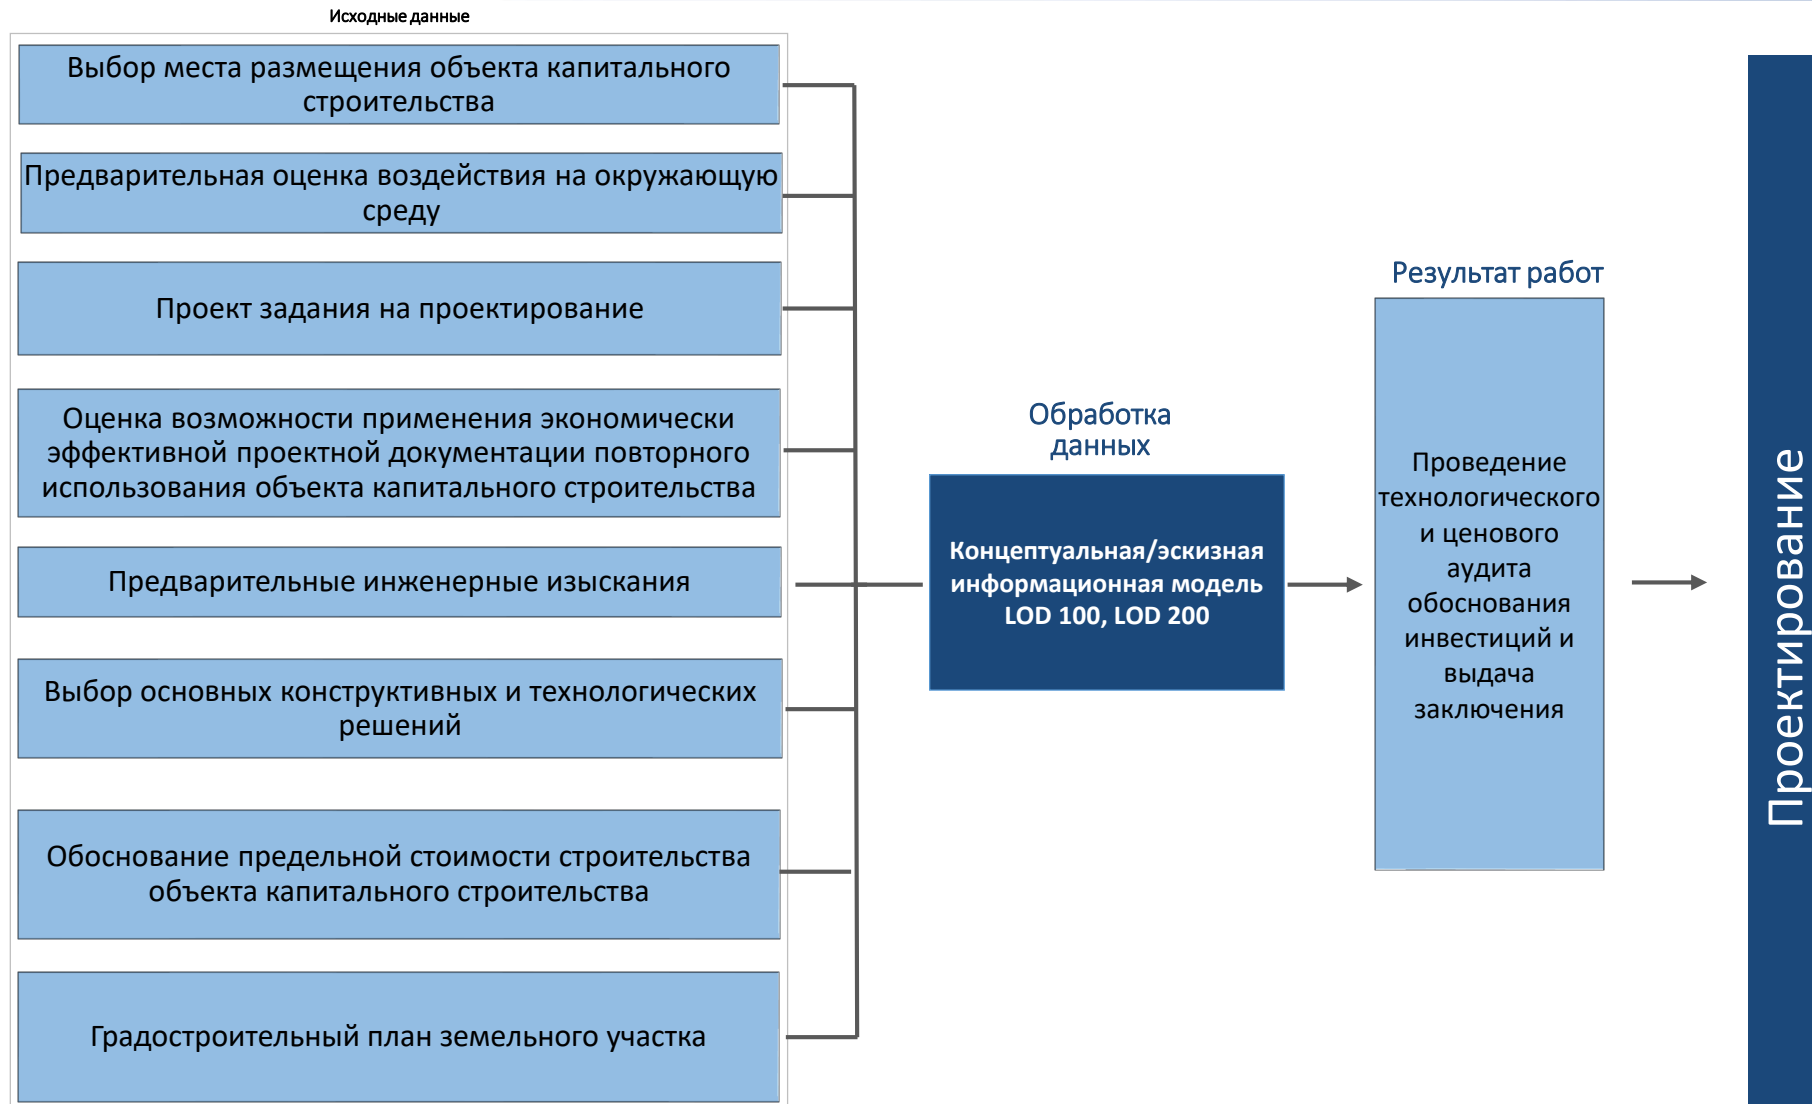 Исходные данные
Выбор места размещения объекта капитального
строительства
Предварительная оценка воздействия на окружающую
среду
Проект задания на проектирование
Оценка возможности применения экономически
эффективной проектной документации повторного
использования объекта капитального строительства
Предварительные инженерные изыскания
Выбор основных конструктивных и технологических
решений
Обоснование предельной стоимости строительства
объекта капитального строительства
Градостроительный план земельного участка
Обработка
данных
Концептуальная/эскизная
информационная модель
LOD 100, LOD 200
Результат работ
Проведение
технологического
и ценового
аудита
обоснования
инвестиций и
выдача
заключения
Проектирование